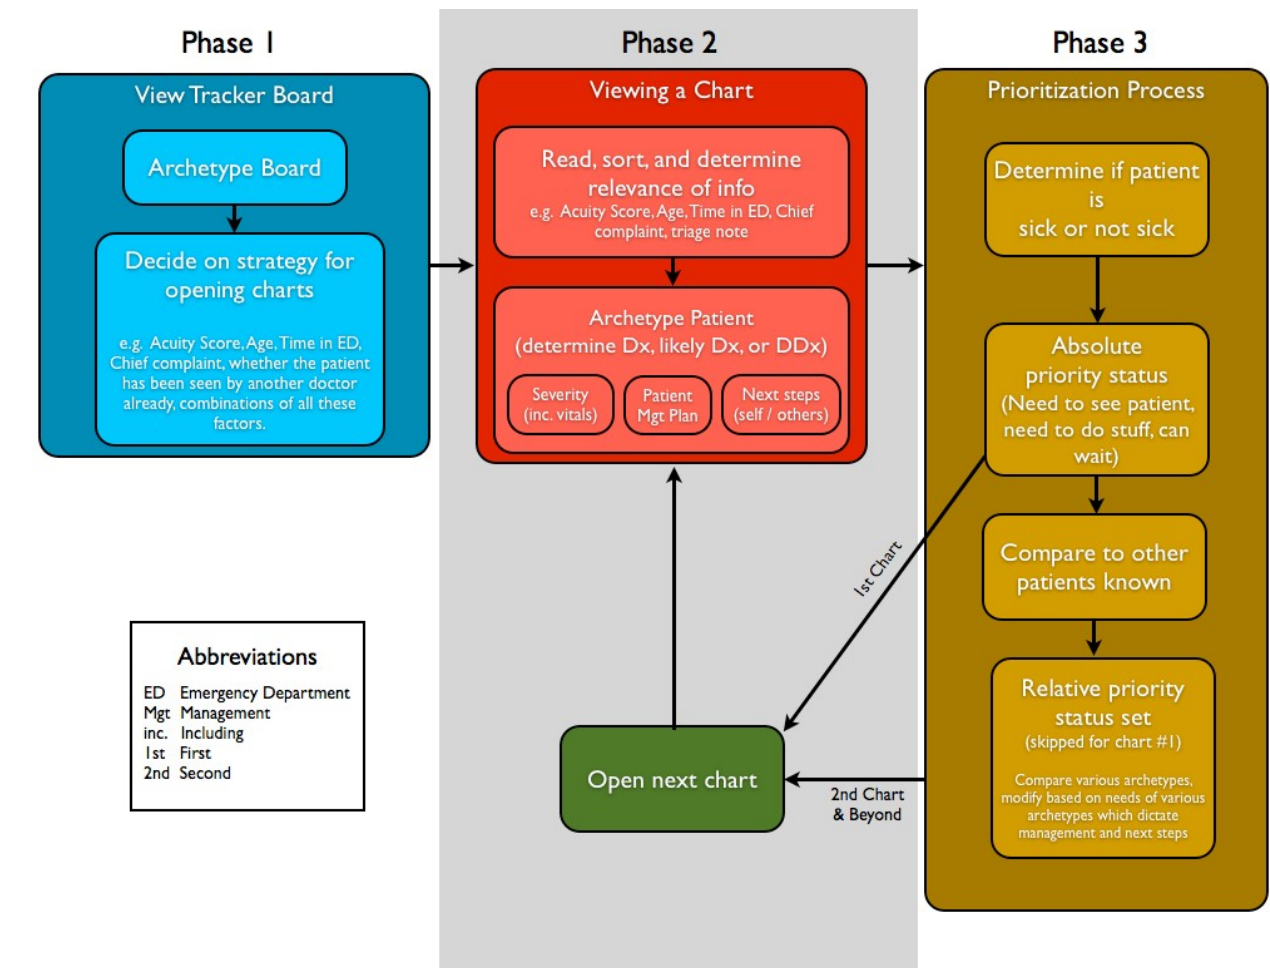 Phase 1
View Tracker Board
Archetype Board
Decide on strategy for
opening charts
e.g. Acuity Score, Age, Time in ED,
Chief complaint, whether the patient
has been seen by another doctor
already, combinations of all these
factors.
Phase 2
Viewing a Chart
Read, sort, and determine
relevance of info
e.g. Acuity Score, Age, Time in ED, Chief
complaint, triage note
Archetype Patient
(determine Dx, likely Dx, or DDx)
Severity
(inc. vitals)
Patient
Mgt Plan
Next steps
(self / others)
Phase 3
Prioritization Process
Determine if patient
is
sick or not sick
Absolute
priority status
(Need to see patient,
need to do stuff, can
wait)
Compare to other
patients known
Relative priority
status set
(skipped for chart #1)
Compare various archetypes,
modify based on needs of various
archetypes which dictate
management and next steps
1st Chart
2nd Chart
& Beyond
Open next chart
Abbreviations
ED Emergency Department
Mgt Management
inc. Including
1st First
2nd Second